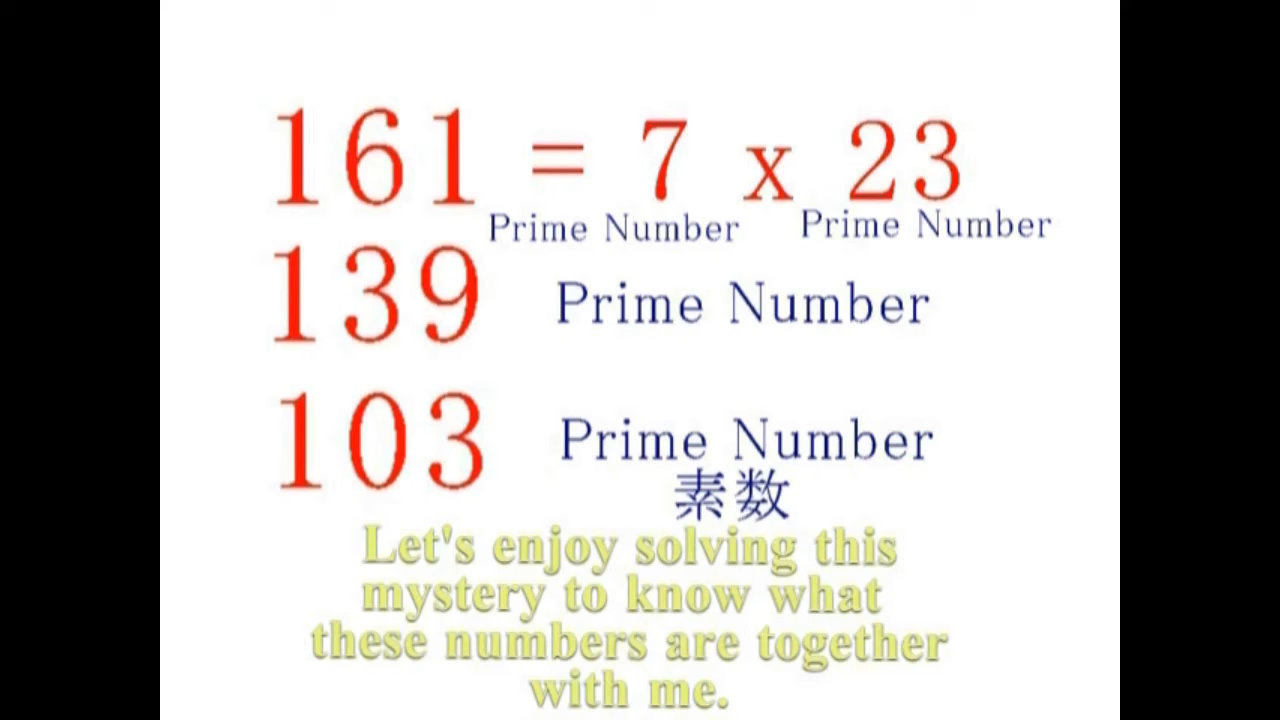 161 = 7 x 23
Prime Number Prime Number
139 Prime Number
103 Prime Number
素数
Let's enjoy solving this
mystery to know what
these numbers are together
with me.